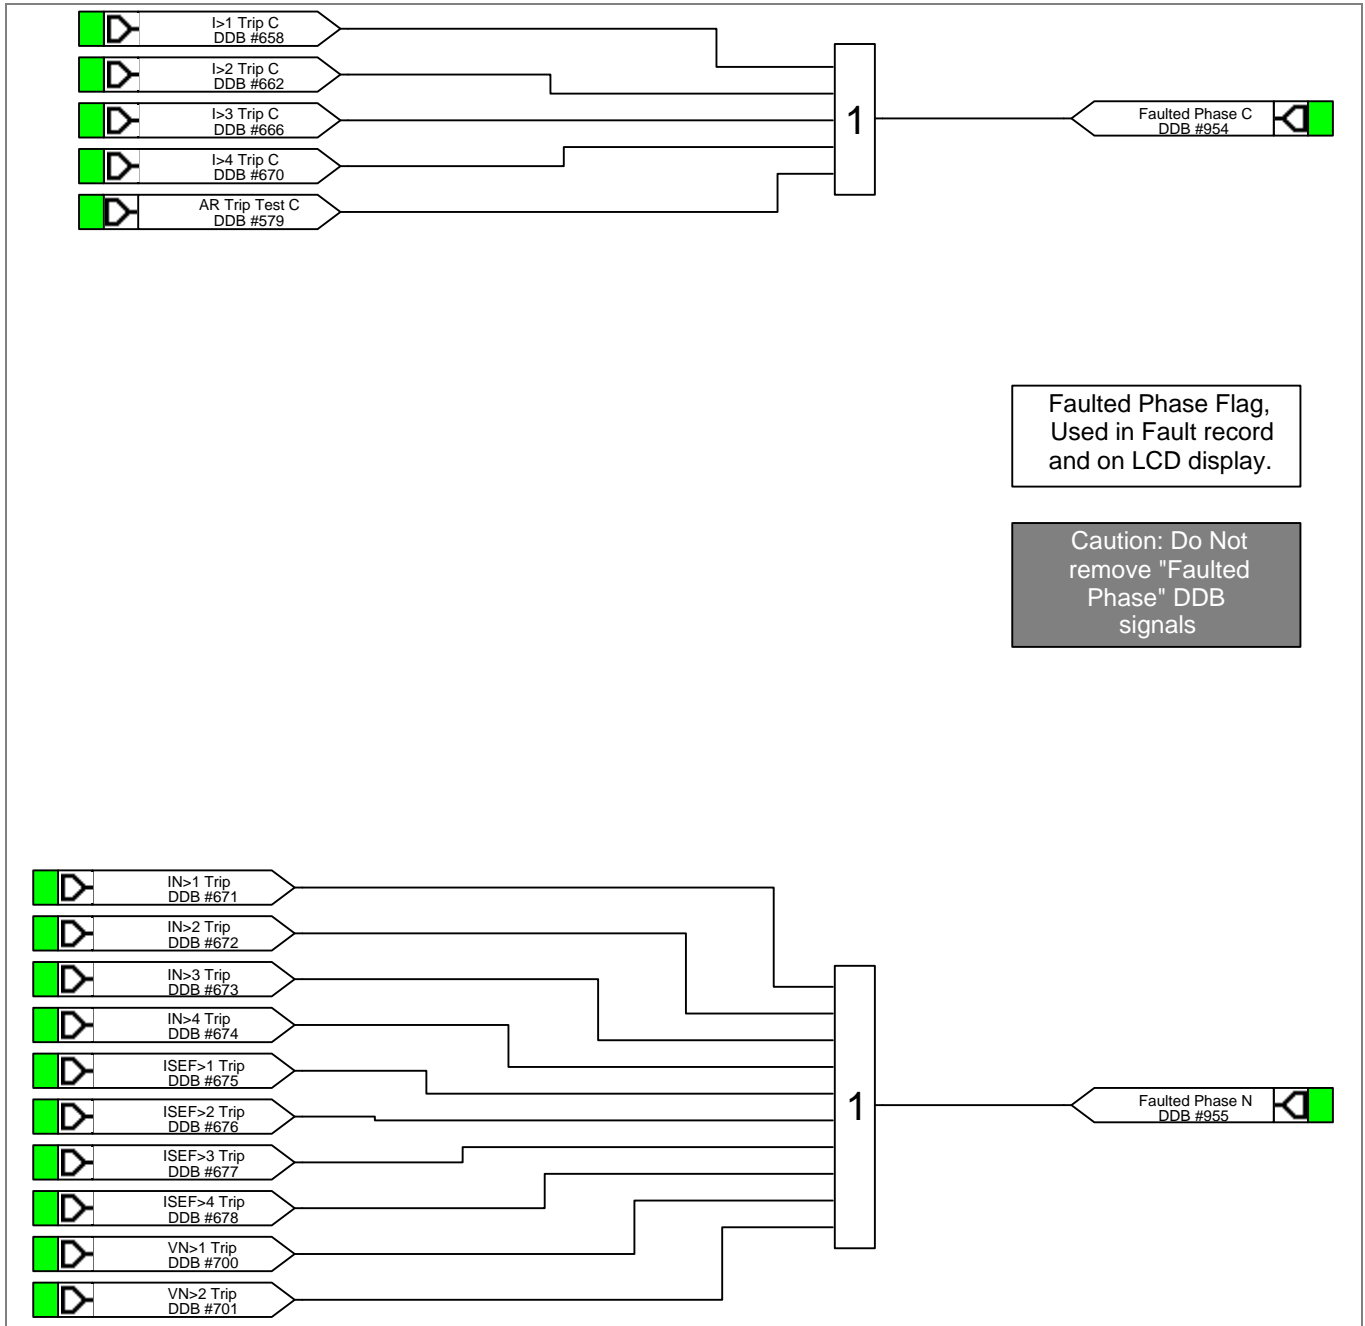 I>1 Trip C
DDB #658
I>2 Trip C
DDB #662
I>3 Trip C
DDB #666
I>4 Trip C
DDB #670
AR Trip Test C
DDB #579
1
Faulted Phase C
DDB #954
Faulted Phase Flag,
Used in Fault record
and on LCD display.
Caution: Do Not
remove "Faulted
Phase" DDB
signals
IN>1 Trip
DDB #671
IN>2 Trip
DDB #672
IN>3 Trip
DDB #673
IN>4 Trip
DDB #674
ISEF>1 Trip
DDB #675
ISEF>2 Trip
DDB #676
ISEF>3 Trip
DDB #677
ISEF>4 Trip
DDB #678
VN>1 Trip
DDB #700
VN>2 Trip
DDB #701
1
Faulted Phase N
DDB #955